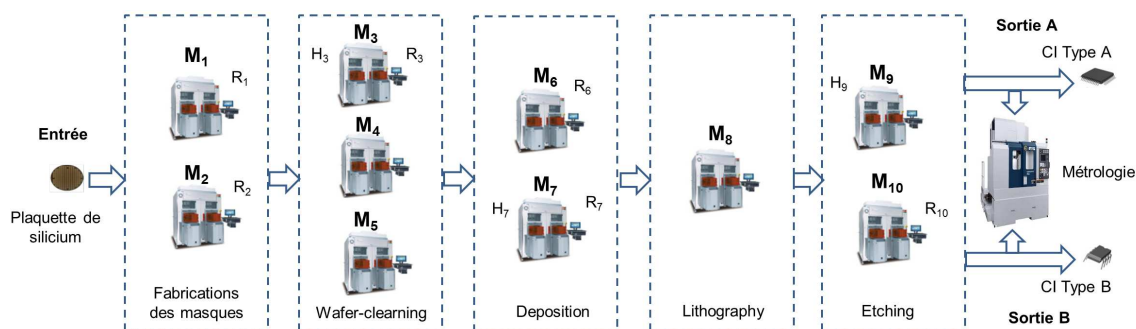 Entrée
Plaquette de
silicium
M1
R1
M2
R2
Fabrications
des masques
M3
H3
R3
M4
M5
Wafer-clearning
M6
R6
M7
H7
R7
Deposition
M8
Lithography
M9
H9
M10
R10
Etching
Sortie A
CI Type A
Métrologie
CI Type B
Sortie B